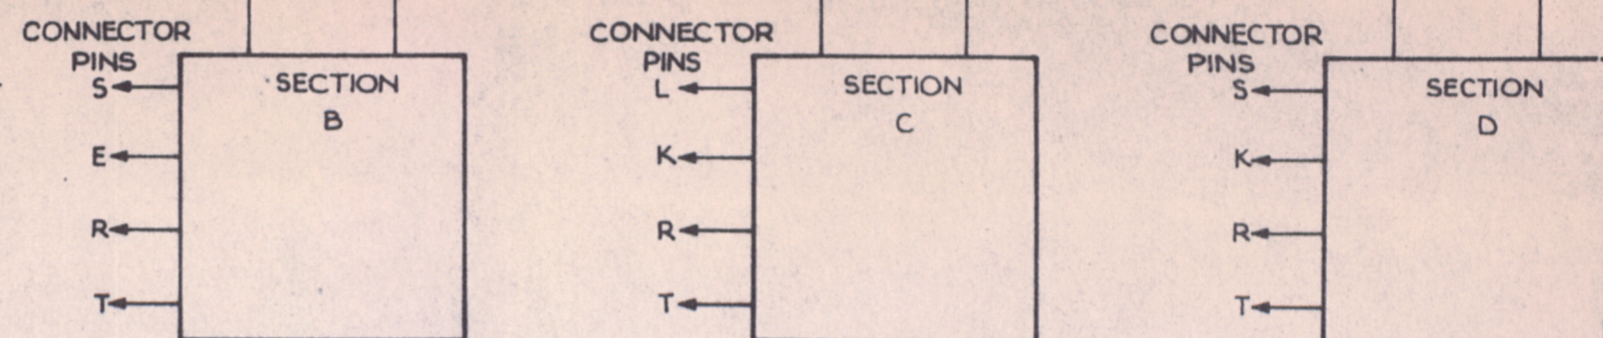 CONNECTOR
PINS
S
E
R
T
SECTION
B
CONNECTOR
PINS
L
K
R
T
SECTION
C
CONNECTOR
PINS
S
K
R
T
SECTION
D